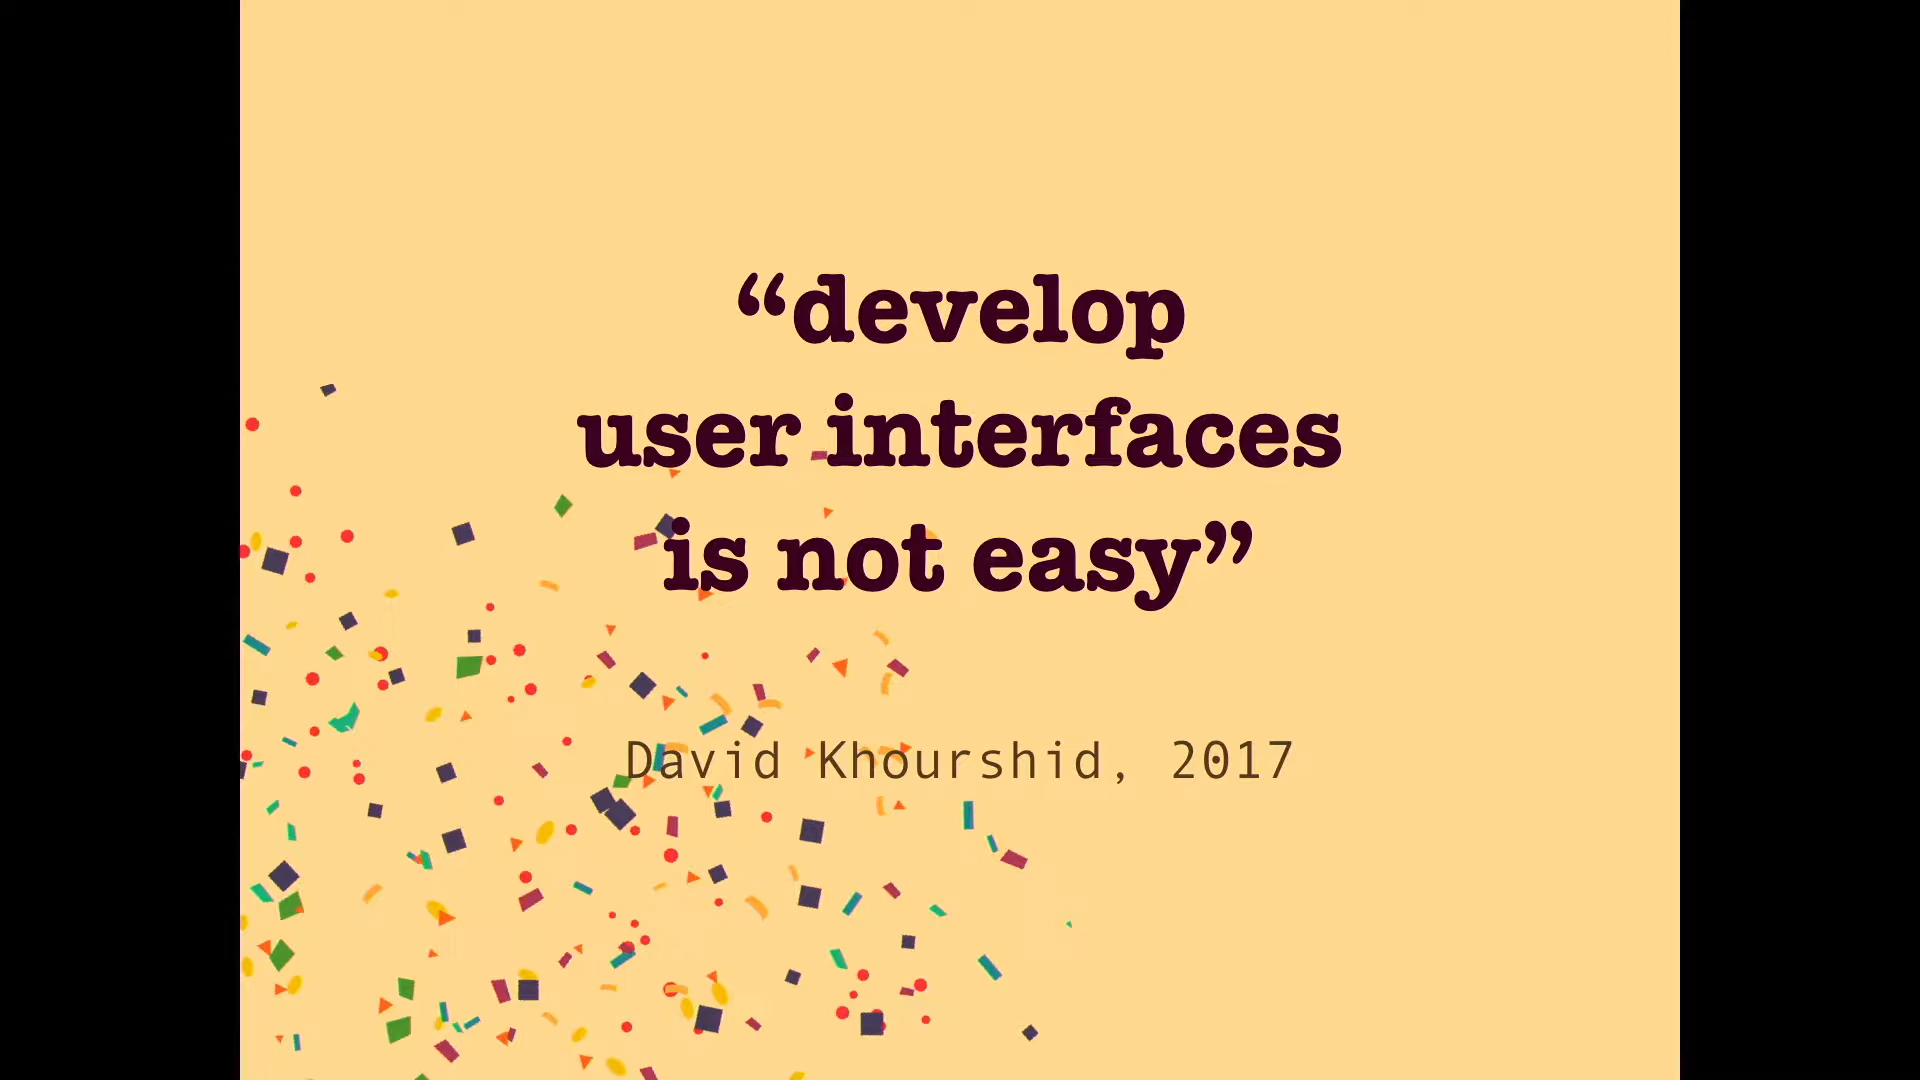 “develop
user interfaces
is not easy”
David Khourshid, 2017